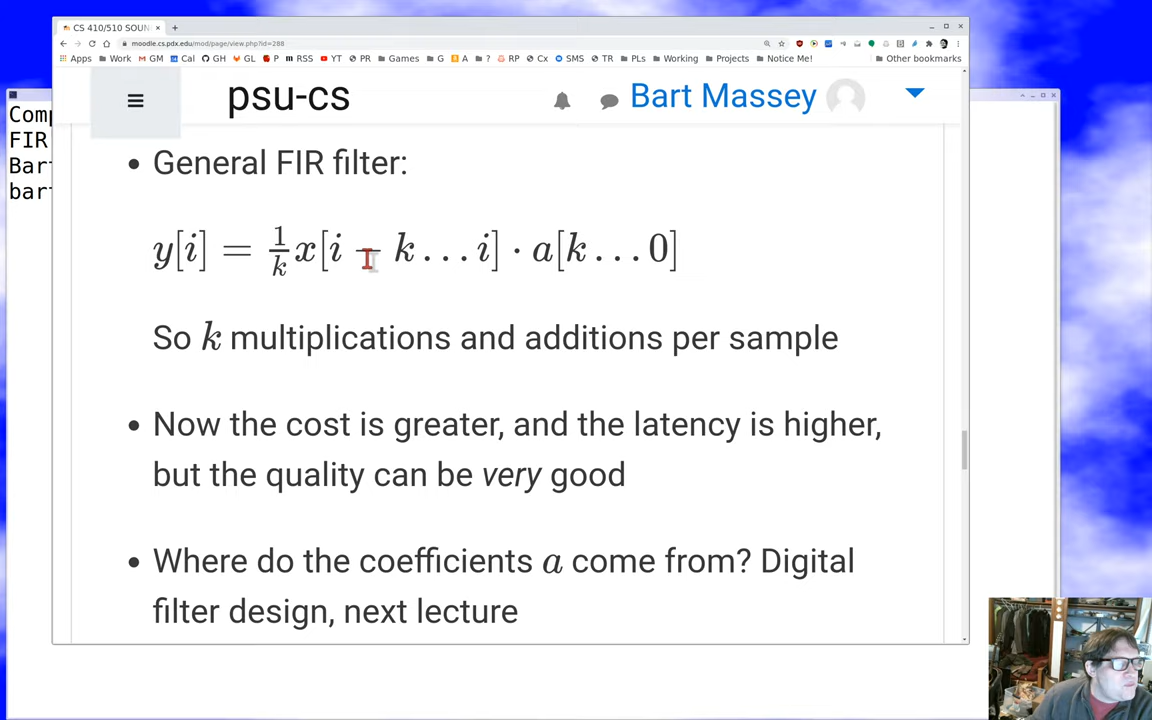 CS 410/510 SOUN
moodle.cs.pdx.edu/mod/page/view.php?id=288
Apps Work GM Cal GH GL P RSS YT PR Games G A ? RP Cx SMS TR PLs Working Projects Notice Me! Other bookmarks
psu-cs
Bart Massey
Comp
FIR
Bar
bar
• General FIR filter:
y[i] = 1/k x[i − k . . . i] · a[k . . . 0]
So k multiplications and additions per sample
• Now the cost is greater, and the latency is higher,
but the quality can be very good
• Where do the coefficients a come from? Digital
filter design, next lecture